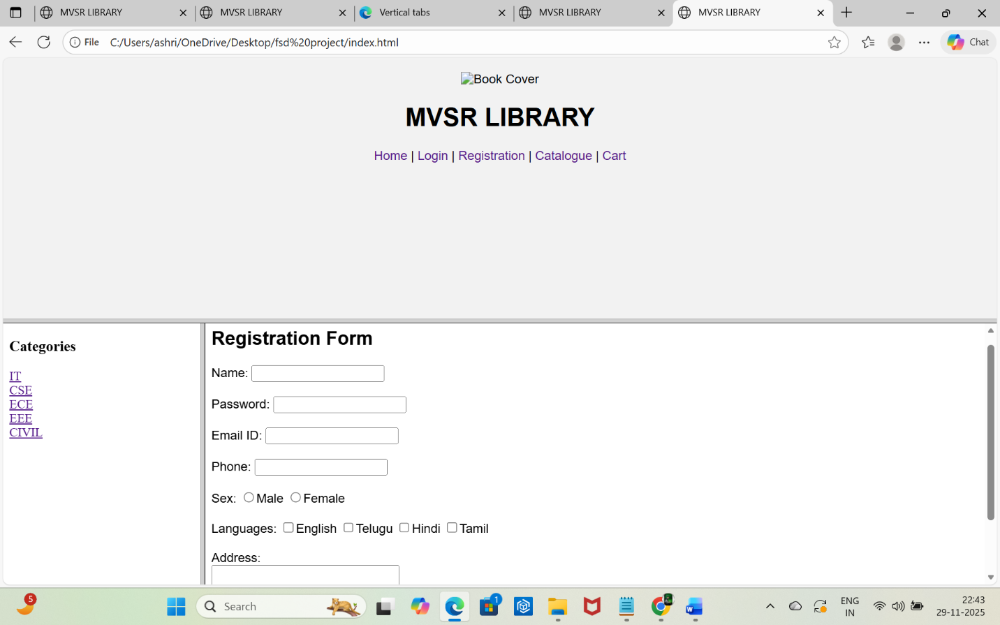 MVSR LIBRARY
MVSR LIBRARY
Vertical tabs
MVSR LIBRARY
MVSR LIBRARY
File C:/Users/ashri/OneDrive/Desktop/fsd%20project/index.html
Chat
Book Cover
MVSR LIBRARY
Home | Login | Registration | Catalogue | Cart
Categories
IT
CSE
ECE
EEE
CIVIL
Registration Form
Name:
Password:
Email ID:
Phone:
Sex: Male Female
Languages: English Telugu Hindi Tamil
Address:
5
Search
1
ENG
IN
22:43
29-11-2025